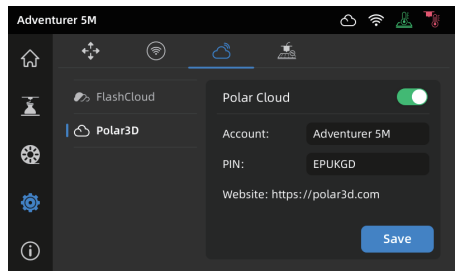 Adventurer 5M
FlashCloud
Polar3D
Polar Cloud
Account: Adventurer 5M
PIN: EPUKGD
Website: https://polar3d.com
Save